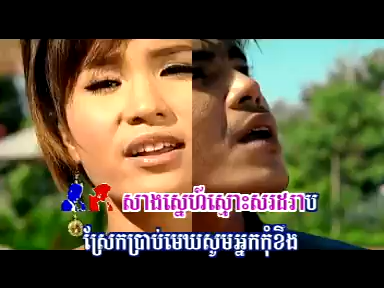 សាងស្នេហ៍ស្មោះសរដរាប
ស្រែកប្រាប់មេឃសូមអ្នកកុំខឹង